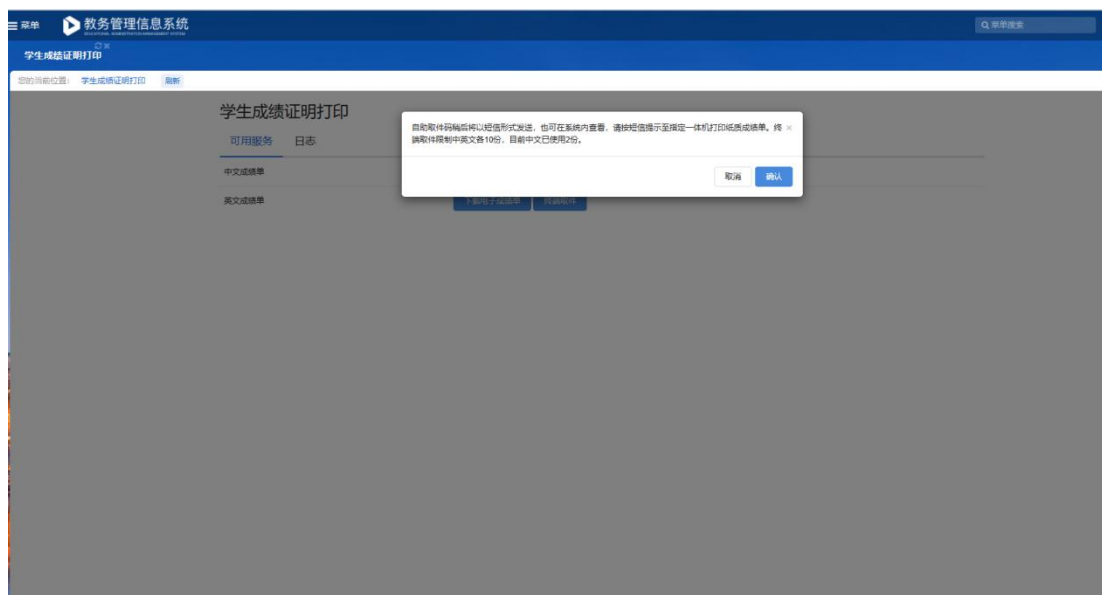 菜单
教务管理信息系统
菜单搜索
学生成绩证明打印
您的当前位置： 学生成绩证明打印 刷新
学生成绩证明打印
可用服务 日志
自助取件码稍后将以短信形式发送，也可在系统内查看，请按短信提示至指定一体机打印纸质成绩单。终
端取件限制中英文各10份，目前中文已使用2份。
取消 确认
中文成绩单
英文成绩单
下载电子成绩单 终端取件